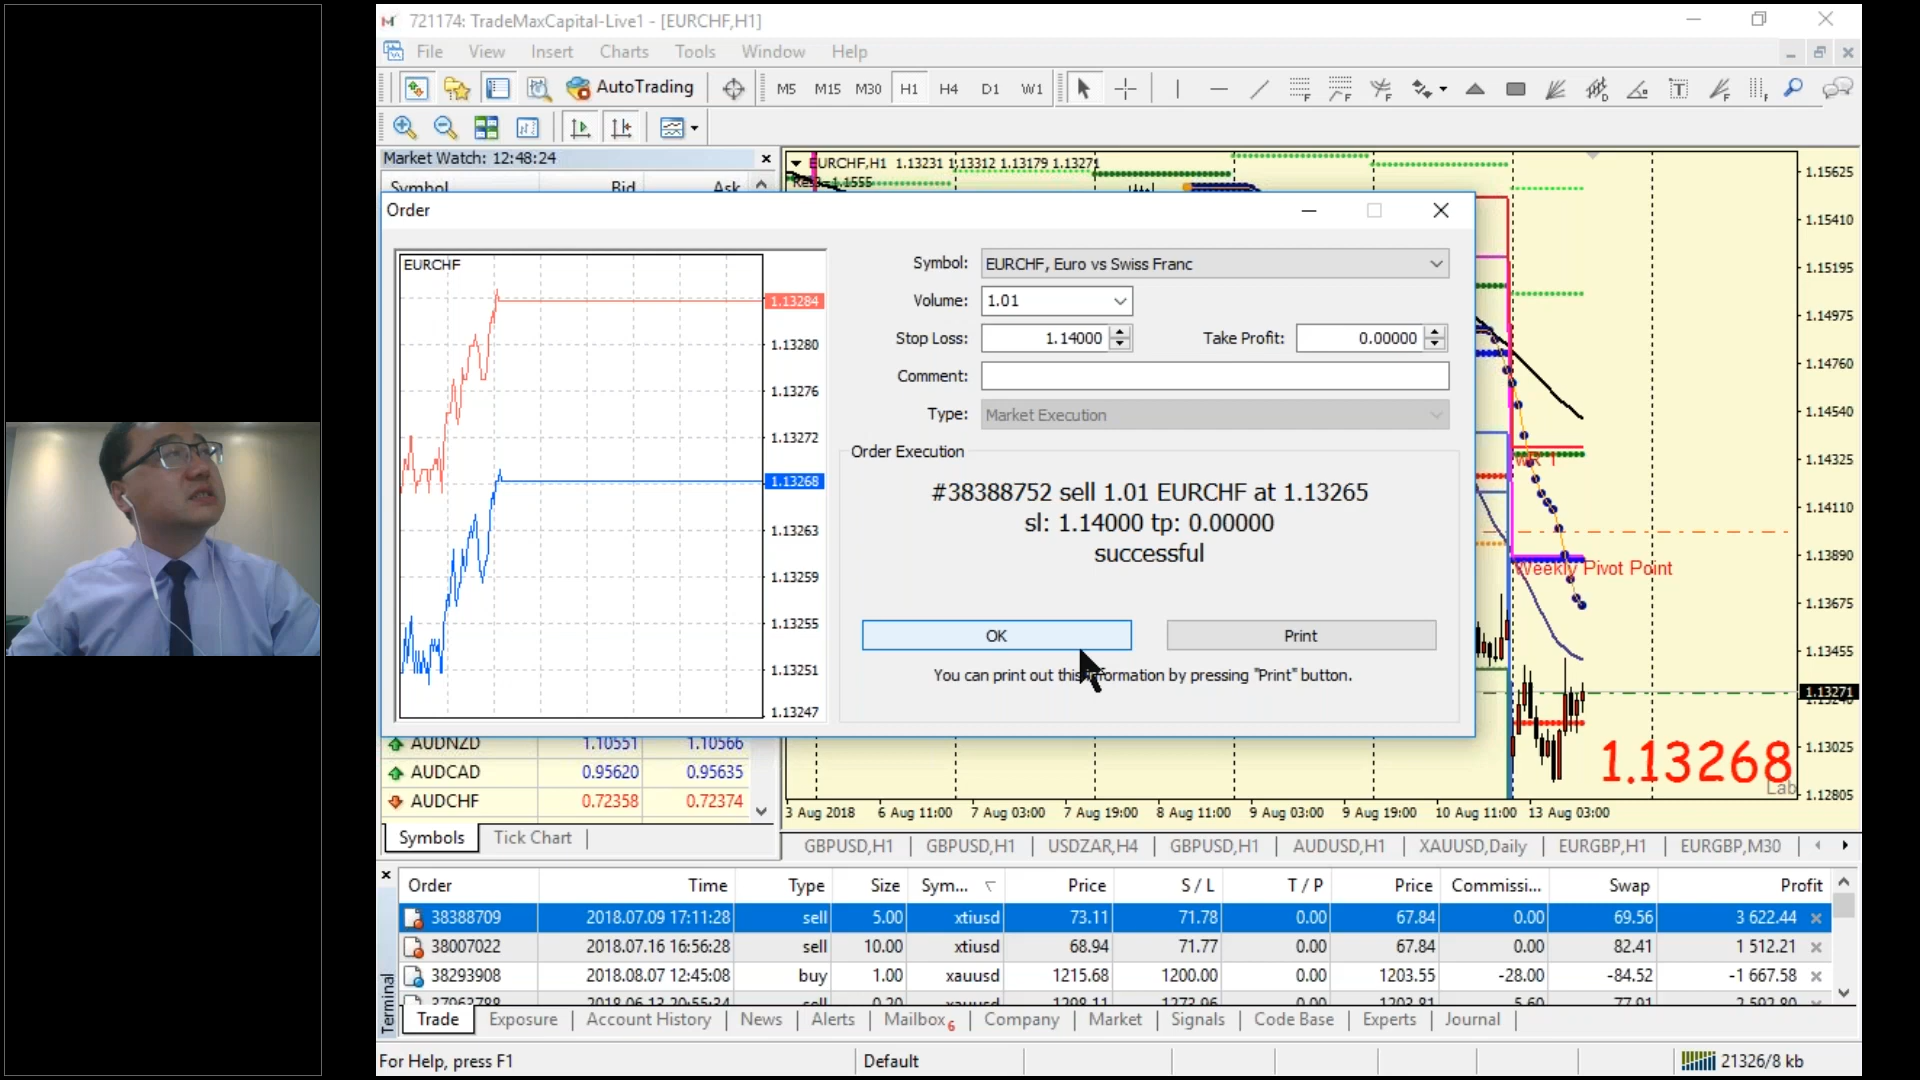 721174: TradeMaxCapital-Live1 - [EURCHF,H1]
File View Insert Charts Tools Window Help
AutoTrading M5 M15 M30 H1 H4 D1 W1
Market Watch: 12:48:24
Symbol Bid Ask
EURCHF,H1 1.13231 1.13312 1.13179 1.13271
Order
EURCHF
1.13284
1.13280
1.13276
1.13272
1.13268
1.13263
1.13259
1.13255
1.13251
1.13247
Symbol: EURCHF, Euro vs Swiss Franc
Volume: 1.01
Stop Loss: 1.14000 Take Profit: 0.00000
Comment:
Type: Market Execution
Order Execution
#38388752 sell 1.01 EURCHF at 1.13265
sl: 1.14000 tp: 0.00000
successful
OK Print
You can print out this information by pressing "Print" button.
1.15625
1.15410
1.15195
1.14975
1.14760
1.14540
1.14325
1.14110
1.13890
Weekly Pivot Point
1.13675
1.13455
1.13271
1.13025
1.13268
Lab
1.12805
AUDNZD 1.10551 1.10566
AUDCAD 0.95620 0.95635
AUDCHF 0.72358 0.72374
3 Aug 2018 6 Aug 11:00 7 Aug 03:00 7 Aug 19:00 8 Aug 11:00 9 Aug 03:00 9 Aug 19:00 10 Aug 11:00 13 Aug 03:00
Symbols Tick Chart
GBPUSD,H1 GBPUSD,H1 USDZAR,H4 GBPUSD,H1 AUDUSD,H1 XAUUSD,Daily EURGBP,H1 EURGBP,M30
Order Time Type Size Sym... Price S / L T / P Price Commissi... Swap Profit
38388709 2018.07.09 17:11:28 sell 5.00 xtiusd 73.11 71.78 0.00 67.84 0.00 69.56 3 622.44
38007022 2018.07.16 16:56:28 sell 10.00 xtiusd 68.94 71.77 0.00 67.84 0.00 82.41 1 512.21
38293908 2018.08.07 12:45:08 buy 1.00 xauusd 1215.68 1200.00 0.00 1203.55 -28.00 -84.52 -1 667.58
Terminal
Trade Exposure Account History News Alerts Mailbox 6 Company Market Signals Code Base Experts Journal
For Help, press F1 Default 21326/8 kb